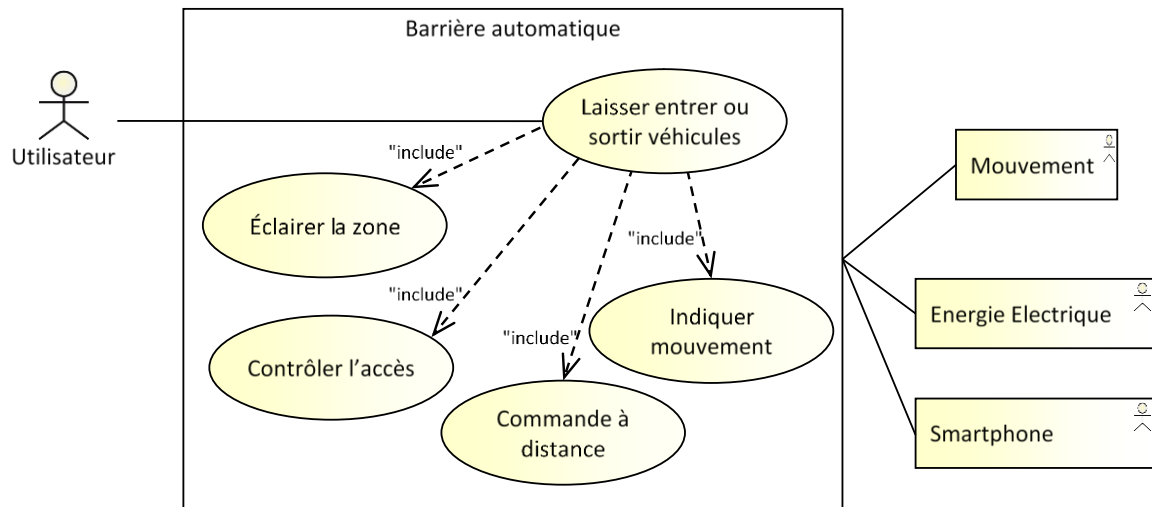 Barrière automatique
Utilisateur
Laisser entrer ou
sortir véhicules
"include"
Éclairer la zone
"include"
Contrôler l'accès
"include"
Commande à
distance
"include"
Indiquer
mouvement
Mouvement
Energie Electrique
Smartphone